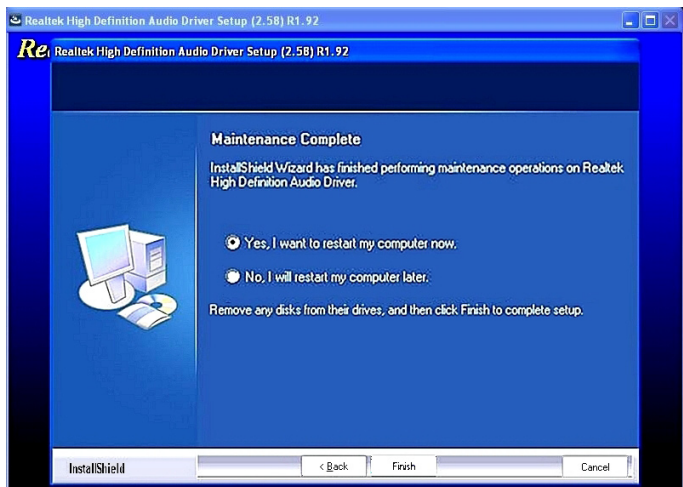 Realtek High Definition Audio Driver Setup (2.58) R1.92
Re
Realtek High Definition Audio Driver Setup (2.58) R1.92
Maintenance Complete
InstallShield Wizard has finished performing maintenance operations on Realtek
High Definition Audio Driver.
Yes, I want to restart my computer now.
No, I will restart my computer later.
Remove any disks from their drives, and then click Finish to complete setup.
InstallShield
< Back
Finish
Cancel